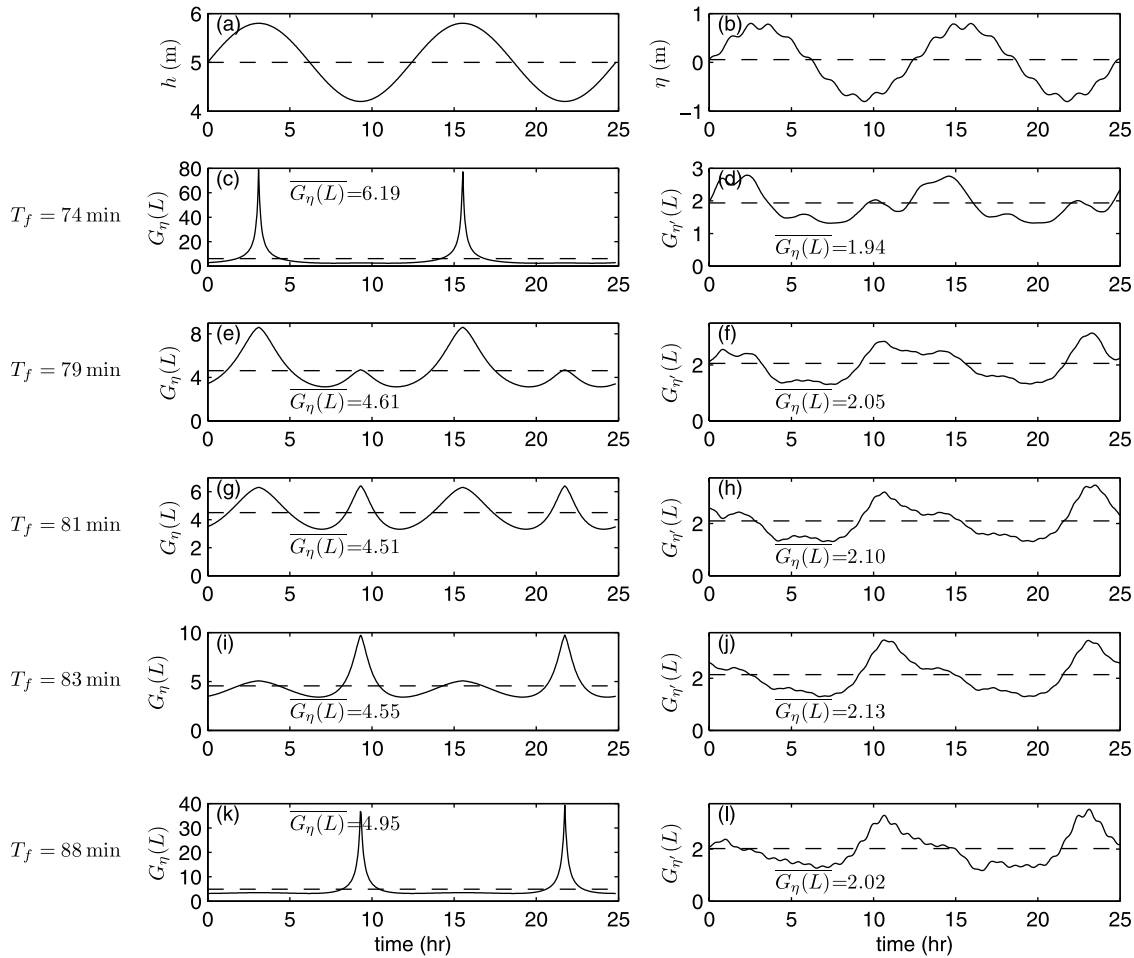 (a)
h (m)
6
5
4
0 5 10 15 20 25
(b)
η (m)
1
0
−1
0 5 10 15 20 25
T_f = 74 min
(c)
G_η(L)
80
60
40
20
0
\overline{G_η(L)}=6.19
0 5 10 15 20 25
(d)
G_{η′}(L)
3
2
1
0
\overline{G_η(L)}=1.94
0 5 10 15 20 25
T_f = 79 min
(e)
G_η(L)
8
4
0
\overline{G_η(L)}=4.61
0 5 10 15 20 25
(f)
G_{η′}(L)
2
0
\overline{G_η(L)}=2.05
0 5 10 15 20 25
T_f = 81 min
(g)
G_η(L)
6
4
2
0
\overline{G_η(L)}=4.51
0 5 10 15 20 25
(h)
G_{η′}(L)
2
0
\overline{G_η(L)}=2.10
0 5 10 15 20 25
T_f = 83 min
(i)
G_η(L)
10
5
0
\overline{G_η(L)}=4.55
0 5 10 15 20 25
(j)
G_{η′}(L)
2
0
\overline{G_η(L)}=2.13
0 5 10 15 20 25
T_f = 88 min
(k)
G_η(L)
40
30
20
10
0
\overline{G_η(L)}=4.95
0 5 10 15 20 25
time (hr)
(l)
G_{η′}(L)
4
2
0
\overline{G_η(L)}=2.02
0 5 10 15 20 25
time (hr)